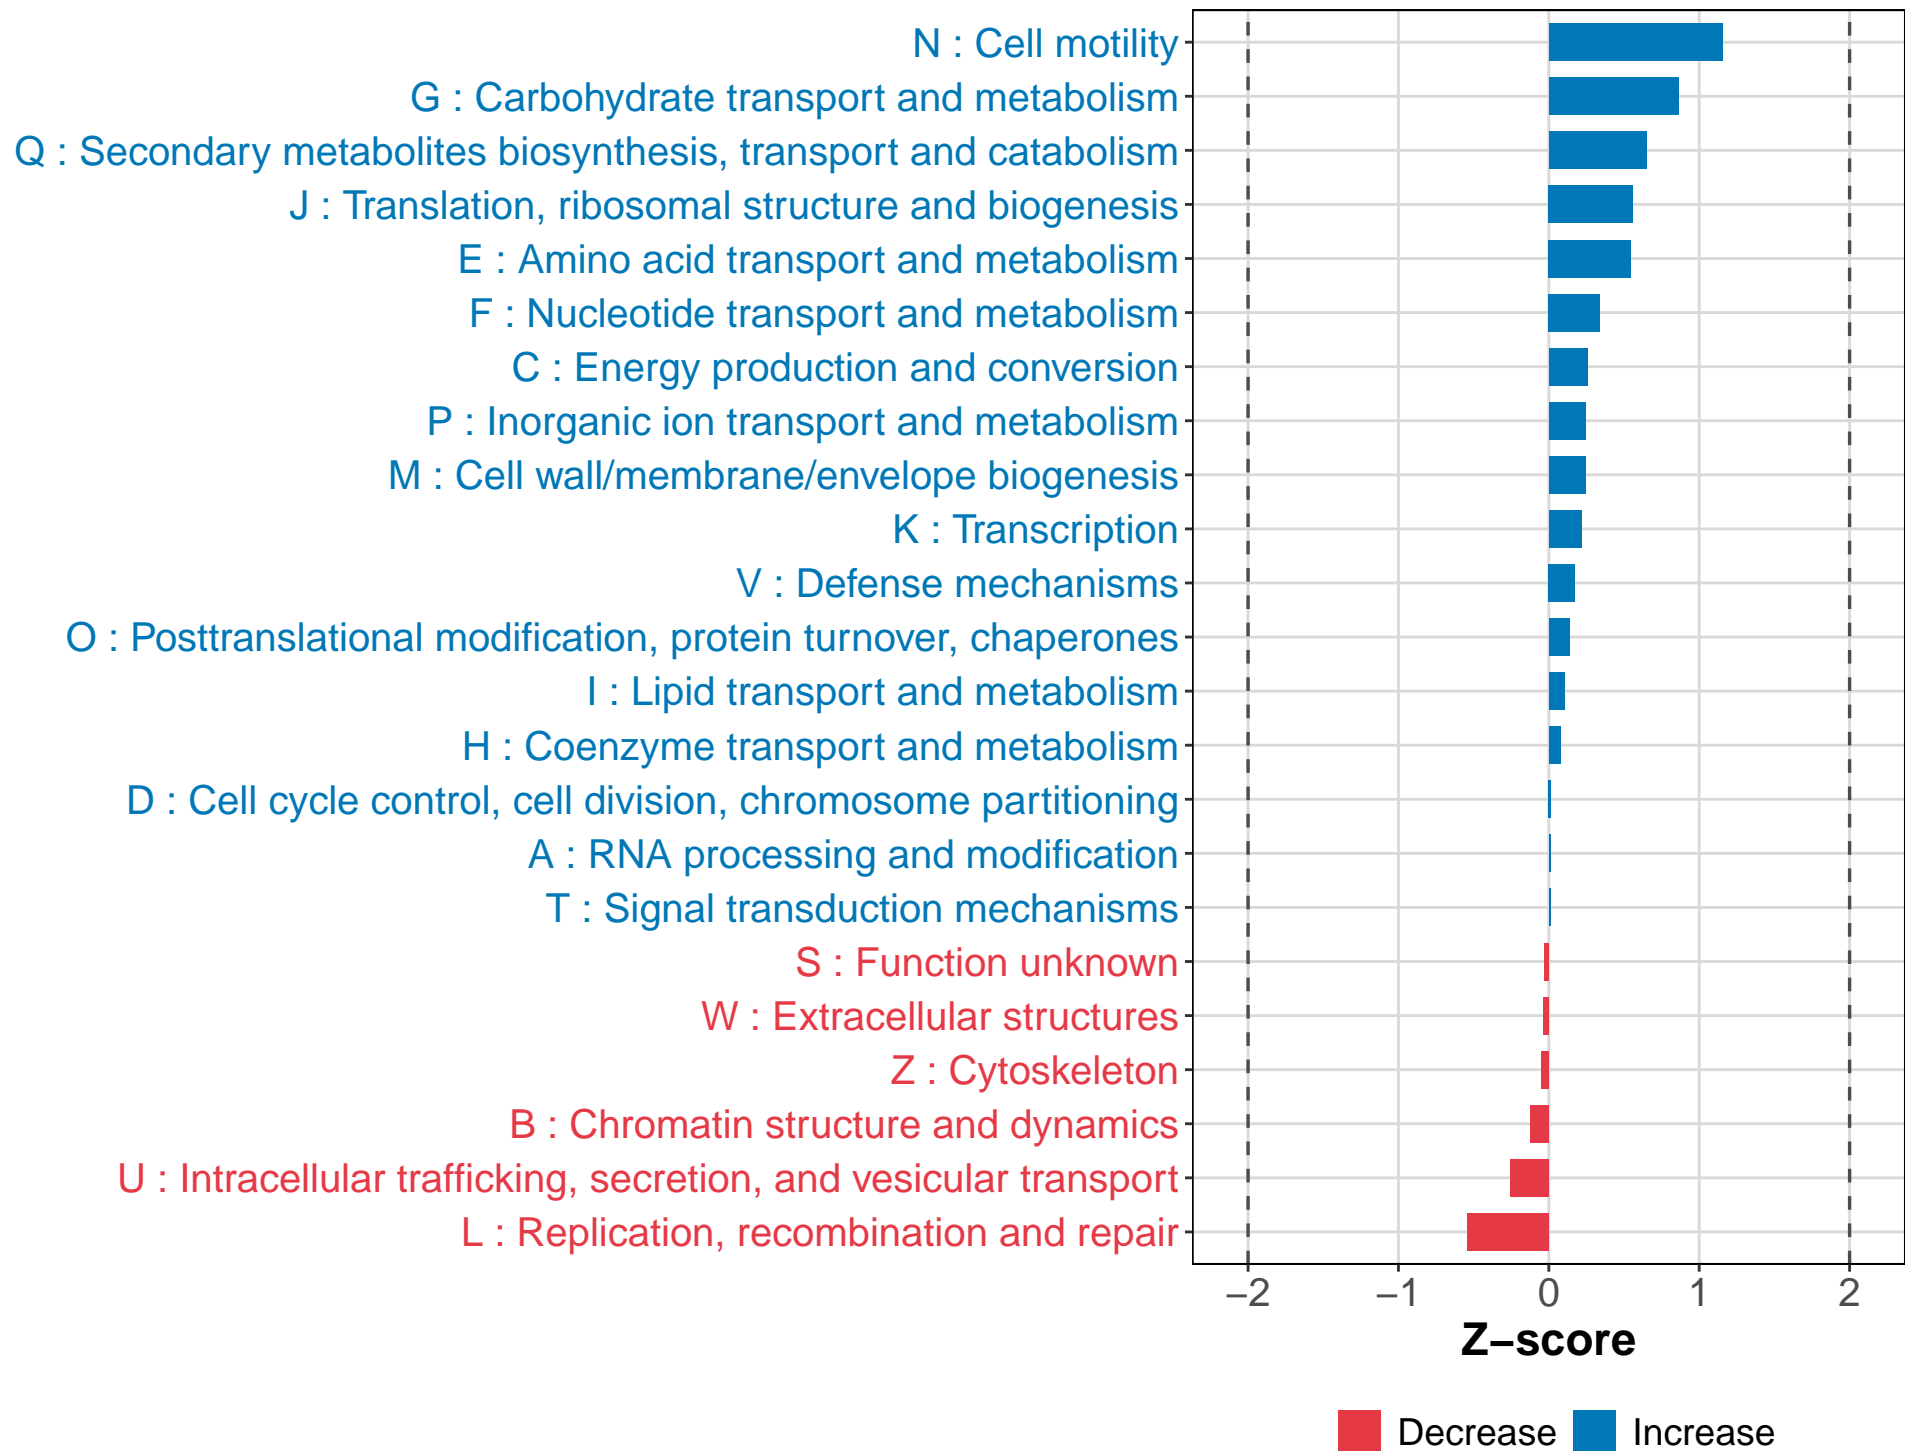 N : Cell motility
G : Carbohydrate transport and metabolism
Q : Secondary metabolites biosynthesis, transport and catabolism
J : Translation, ribosomal structure and biogenesis
E : Amino acid transport and metabolism
F : Nucleotide transport and metabolism
C : Energy production and conversion
P : Inorganic ion transport and metabolism
M : Cell wall/membrane/envelope biogenesis
K : Transcription
V : Defense mechanisms
O : Posttranslational modification, protein turnover, chaperones
I : Lipid transport and metabolism
H : Coenzyme transport and metabolism
D : Cell cycle control, cell division, chromosome partitioning
A : RNA processing and modification
T : Signal transduction mechanisms
S : Function unknown
W : Extracellular structures
Z : Cytoskeleton
B : Chromatin structure and dynamics
U : Intracellular trafficking, secretion, and vesicular transport
L : Replication, recombination and repair
−2 −1 0 1 2
Z−score
Decrease Increase